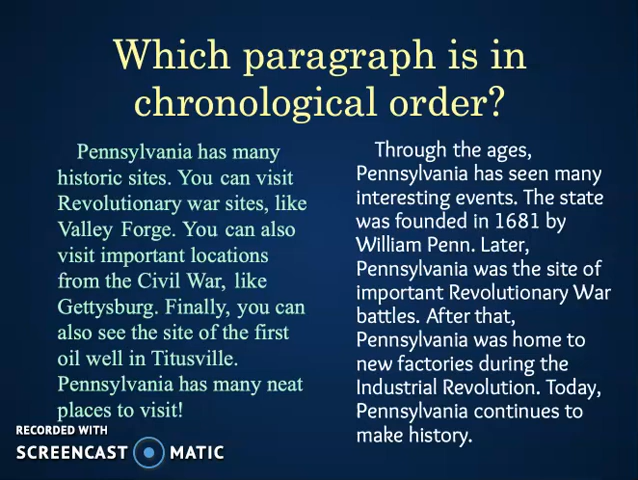 Which paragraph is in
chronological order?
Pennsylvania has many
historic sites. You can visit
Revolutionary war sites, like
Valley Forge. You can also
visit important locations
from the Civil War, like
Gettysburg. Finally, you can
also see the site of the first
oil well in Titusville.
Pennsylvania has many neat
places to visit!
Through the ages,
Pennsylvania has seen many
interesting events. The state
was founded in 1681 by
William Penn. Later,
Pennsylvania was the site of
important Revolutionary War
battles. After that,
Pennsylvania was home to
new factories during the
Industrial Revolution. Today,
Pennsylvania continues to
make history.
RECORDED WITH
SCREENCAST MATIC